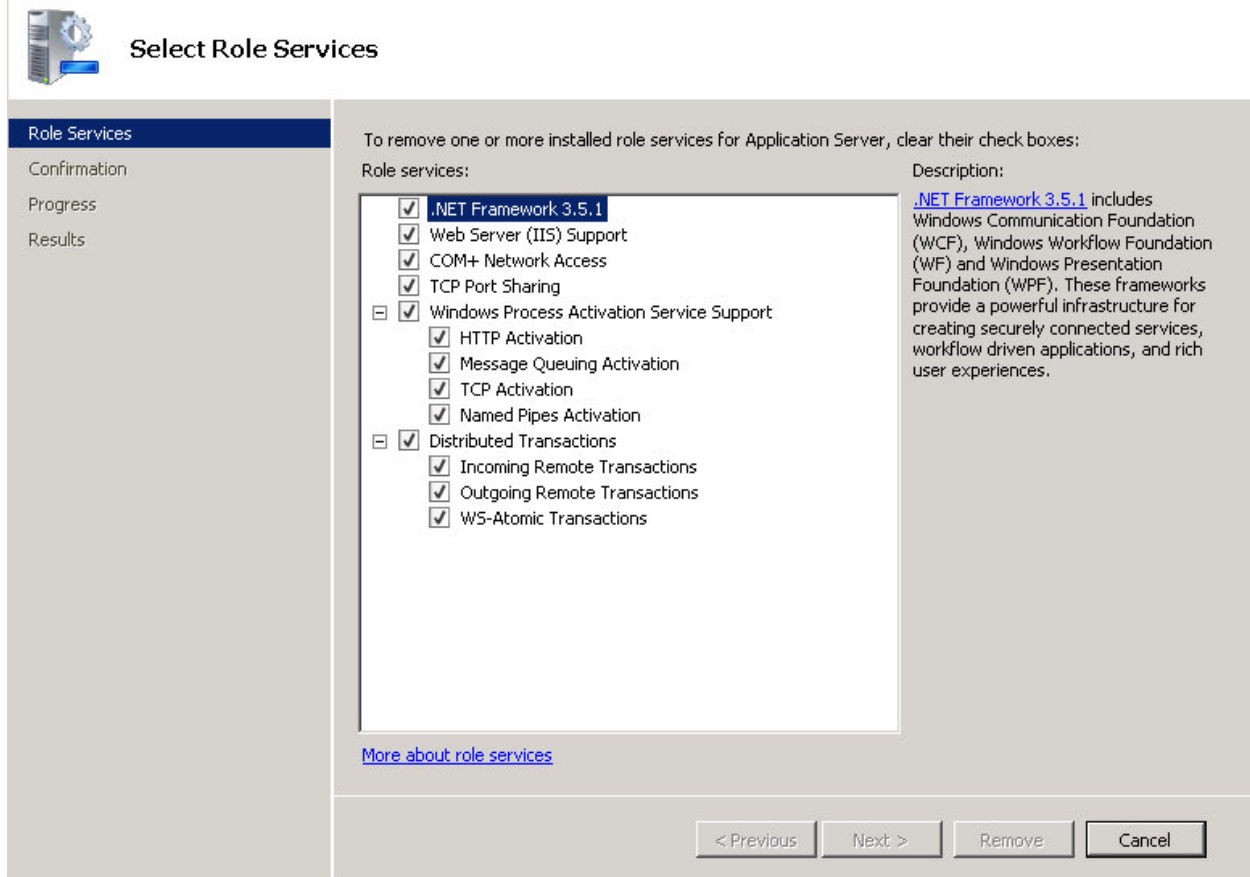 Select Role Services
Role Services
Confirmation
Progress
Results
To remove one or more installed role services for Application Server, clear their check boxes:
Role services:
.NET Framework 3.5.1
Web Server (IIS) Support
COM+ Network Access
TCP Port Sharing
Windows Process Activation Service Support
HTTP Activation
Message Queuing Activation
TCP Activation
Named Pipes Activation
Distributed Transactions
Incoming Remote Transactions
Outgoing Remote Transactions
WS-Atomic Transactions
More about role services
Description:
.NET Framework 3.5.1 includes
Windows Communication Foundation
(WCF), Windows Workflow Foundation
(WF) and Windows Presentation
Foundation (WPF). These frameworks
provide a powerful infrastructure for
creating securely connected services,
workflow driven applications, and rich
user experiences.
< Previous
Next >
Remove
Cancel